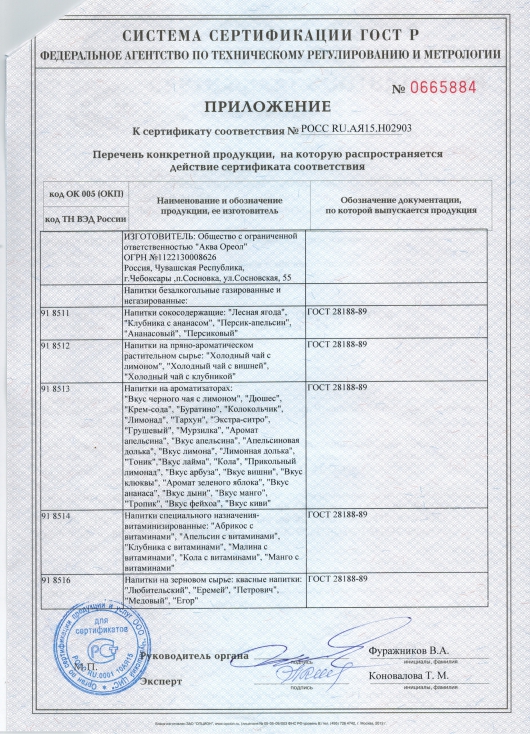 СИСТЕМА СЕРТИФИКАЦИИ ГОСТ Р
ФЕДЕРАЛЬНОЕ АГЕНТСТВО ПО ТЕХНИЧЕСКОМУ РЕГУЛИРОВАНИЮ И МЕТРОЛОГИИ
№ 0665884
ПРИЛОЖЕНИЕ
К сертификату соответствия № РОСС RU.АЯ15.Н02903
Перечень конкретной продукции, на которую распространяется
действие сертификата соответствия
код ОК 005 (ОКП)
код ТН ВЭД России
Наименование и обозначение
продукции, ее изготовитель
Обозначение документации,
по которой выпускается продукция
ИЗГОТОВИТЕЛЬ: Общество с ограниченной
ответственностью "Аква Ореол"
ОГРН №1122130008626
Россия, Чувашская Республика,
г.Чебоксары ,п.Сосновка, ул.Сосновская, 55
Напитки безалкогольные газированные и
негазированные:
91 8511
Напитки сокосодержащие: "Лесная ягода",
"Клубника с ананасом", "Персик-апельсин",
"Ананасовый", "Персиковый"
ГОСТ 28188-89
91 8512
Напитки на пряно-ароматическом
растительном сырье: "Холодный чай с
лимоном", "Холодный чай с вишней",
"Холодный чай с клубникой"
ГОСТ 28188-89
91 8513
Напитки на ароматизаторах:
"Вкус черного чая с лимоном", "Дюшес",
"Крем-сода", "Буратино", "Колокольчик",
"Лимонад", "Тархун", "Экстра-ситро",
"Грушевый", "Мурзилка", "Аромат
апельсина", "Вкус апельсина", "Апельсиновая
долька", "Вкус лимона", "Лимонная долька",
"Тоник","Вкус лайма", "Кола", "Прикольный
лимонад", "Вкус арбуза", "Вкус вишни", "Вкус
клюквы", "Аромат зеленого яблока", "Вкус
ананаса", "Вкус дыни", "Вкус манго",
"Тропик", "Вкус фейхоа", "Вкус киви"
ГОСТ 28188-89
91 8514
Напитки специального назначения-
витаминизированные: "Абрикос с
витаминами", "Апельсин с витаминами",
"Клубника с витаминами", "Малина с
витаминами", "Кола с витаминами", "Манго с
витаминами"
ГОСТ 28188-89
91 8516
Напитки на зерновом сырье: квасные напитки:
"Любительский", "Еремей", "Петрович",
"Медовый", "Егор"
ГОСТ 28188-89
для
сертификатов
М.П.
Руководитель органа
подпись
Фуражников В.А.
инициалы, фамилия
Эксперт
подпись
Коновалова Т. М.
инициалы, фамилия